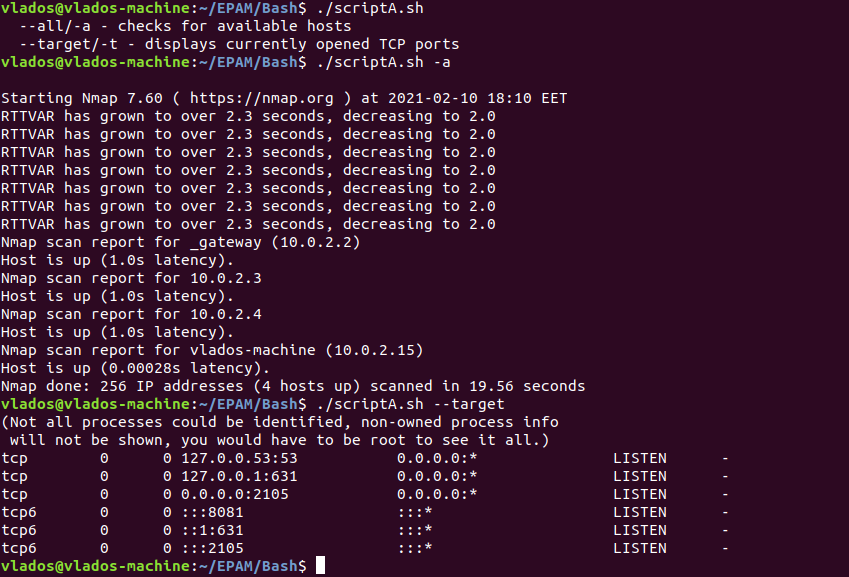 vlados@vlados-machine:~/EPAM/Bash$ ./scriptA.sh
  --all/-a - checks for available hosts
  --target/-t - displays currently opened TCP ports
vlados@vlados-machine:~/EPAM/Bash$ ./scriptA.sh -a

Starting Nmap 7.60 ( https://nmap.org ) at 2021-02-10 18:10 EET
RTTVAR has grown to over 2.3 seconds, decreasing to 2.0
RTTVAR has grown to over 2.3 seconds, decreasing to 2.0
RTTVAR has grown to over 2.3 seconds, decreasing to 2.0
RTTVAR has grown to over 2.3 seconds, decreasing to 2.0
RTTVAR has grown to over 2.3 seconds, decreasing to 2.0
RTTVAR has grown to over 2.3 seconds, decreasing to 2.0
RTTVAR has grown to over 2.3 seconds, decreasing to 2.0
Nmap scan report for _gateway (10.0.2.2)
Host is up (1.0s latency).
Nmap scan report for 10.0.2.3
Host is up (1.0s latency).
Nmap scan report for 10.0.2.4
Host is up (1.0s latency).
Nmap scan report for vlados-machine (10.0.2.15)
Host is up (0.00028s latency).
Nmap done: 256 IP addresses (4 hosts up) scanned in 19.56 seconds
vlados@vlados-machine:~/EPAM/Bash$ ./scriptA.sh --target
(Not all processes could be identified, non-owned process info
 will not be shown, you would have to be root to see it all.)
tcp        0      0 127.0.0.53:53           0.0.0.0:*               LISTEN      -
tcp        0      0 127.0.0.1:631           0.0.0.0:*               LISTEN      -
tcp        0      0 0.0.0.0:2105            0.0.0.0:*               LISTEN      -
tcp6       0      0 :::8081                 :::*                    LISTEN      -
tcp6       0      0 ::1:631                 :::*                    LISTEN      -
tcp6       0      0 :::2105                 :::*                    LISTEN      -
vlados@vlados-machine:~/EPAM/Bash$